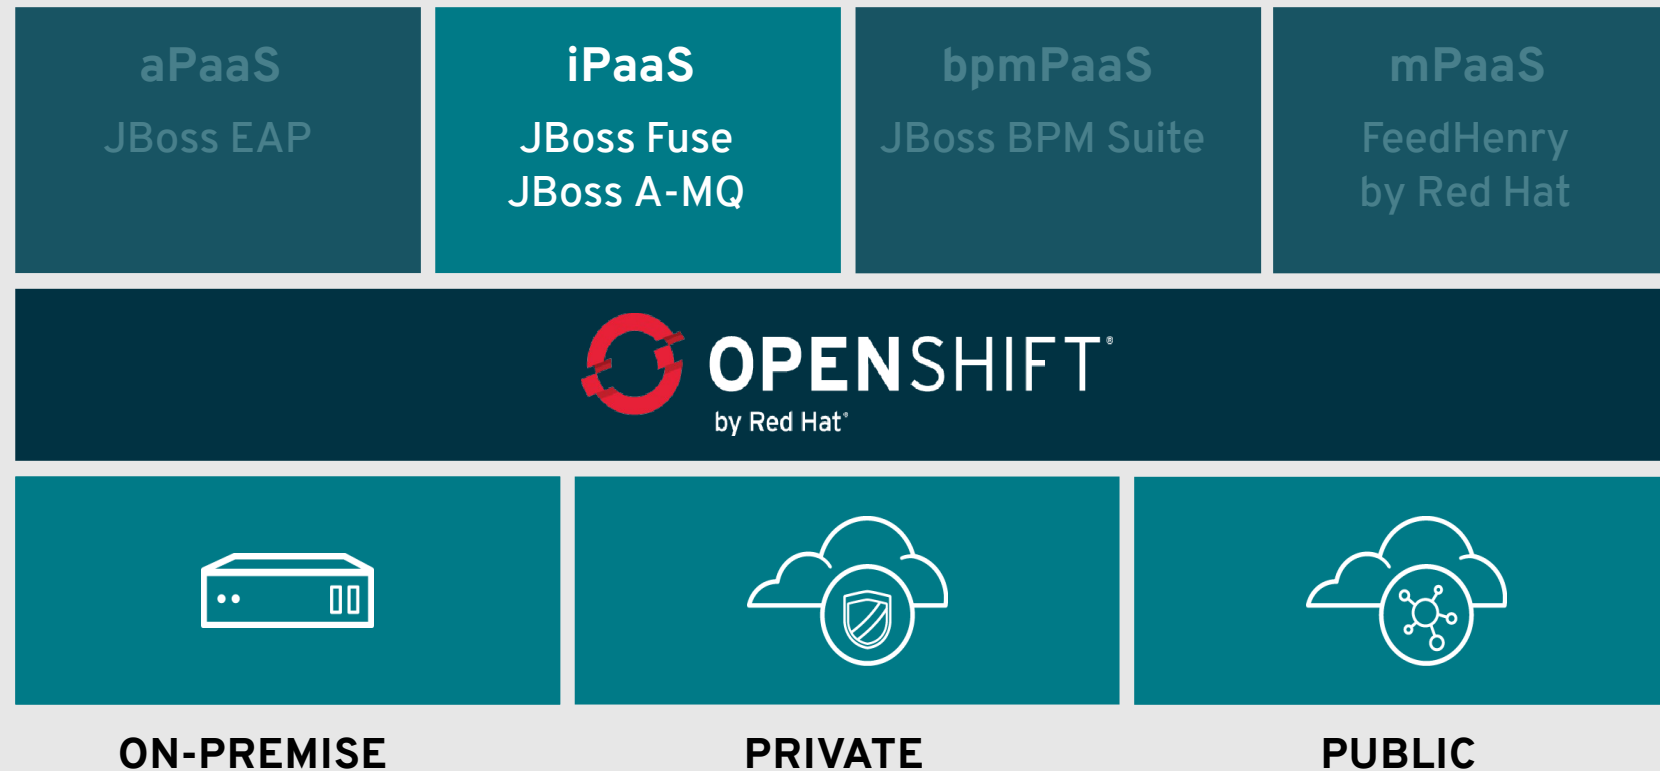 aPaaS
JBoss EAP
iPaaS
JBoss Fuse
JBoss A-MQ
bpmPaaS
JBoss BPM Suite
mPaaS
FeedHenry
by Red Hat
OPENSHIFT®
by Red Hat®
ON-PREMISE
PRIVATE
PUBLIC